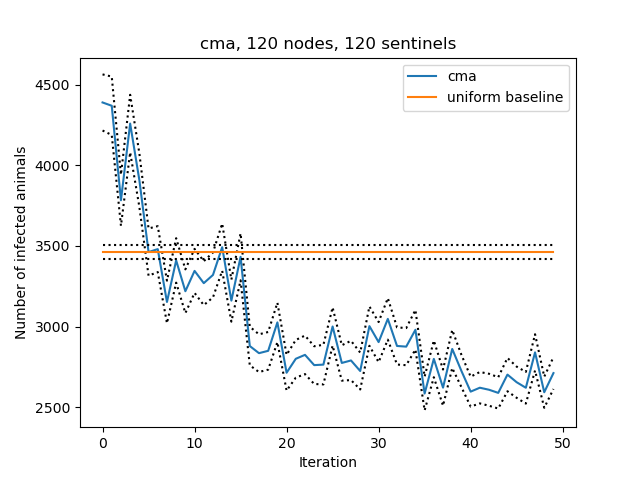 cma, 120 nodes, 120 sentinels
cma
uniform baseline
Number of infected animals
4500
4000
3500
3000
2500
0 10 20 30 40 50
Iteration